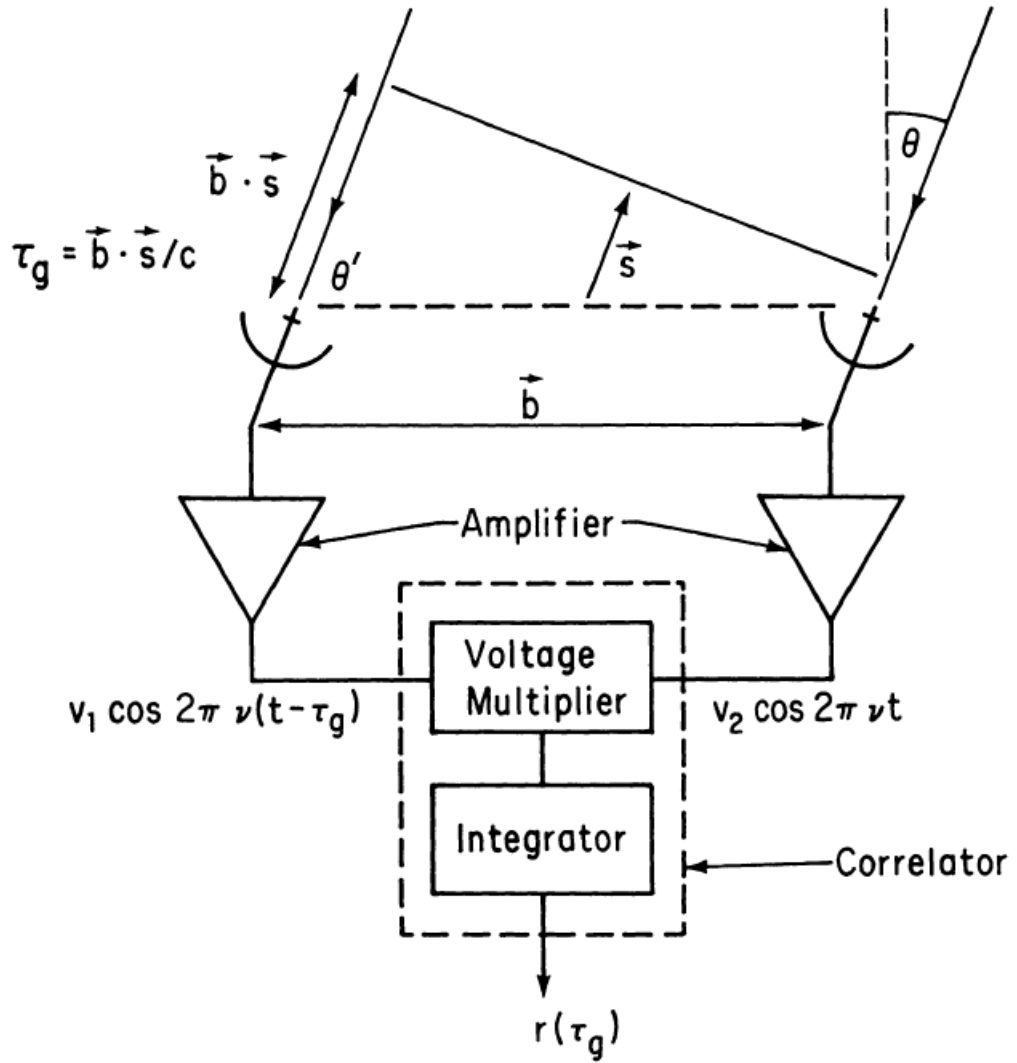 θ
b⃗ · s⃗
τg = b⃗ · s⃗/c
θ′
s⃗
b⃗
Amplifier
Voltage
Multiplier
v₁ cos 2π ν(t-τg)
v₂ cos 2π νt
Integrator
Correlator
r(τg)